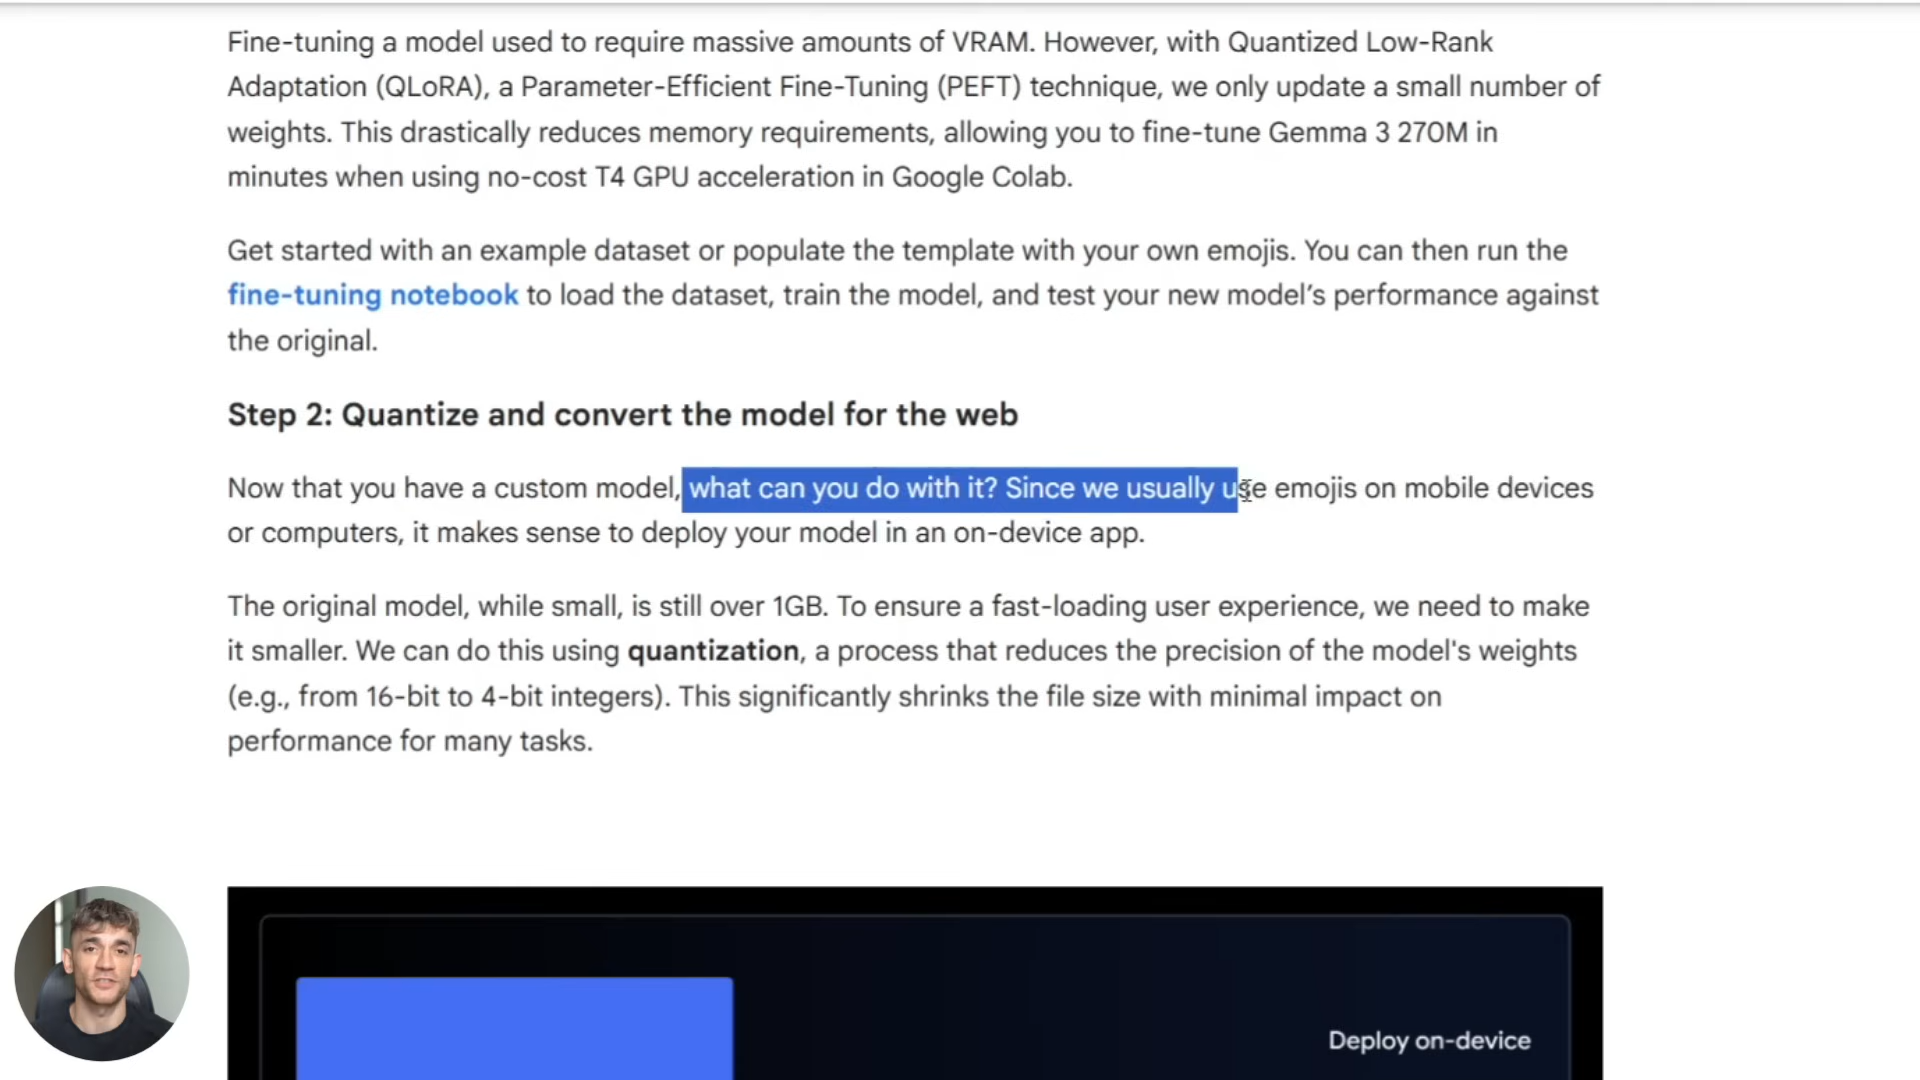 Fine-tuning a model used to require massive amounts of VRAM. However, with Quantized Low-Rank
Adaptation (QLoRA), a Parameter-Efficient Fine-Tuning (PEFT) technique, we only update a small number of
weights. This drastically reduces memory requirements, allowing you to fine-tune Gemma 3 270M in
minutes when using no-cost T4 GPU acceleration in Google Colab.
Get started with an example dataset or populate the template with your own emojis. You can then run the
fine-tuning notebook to load the dataset, train the model, and test your new model’s performance against
the original.
Step 2: Quantize and convert the model for the web
Now that you have a custom model, what can you do with it? Since we usually use emojis on mobile devices
or computers, it makes sense to deploy your model in an on-device app.
The original model, while small, is still over 1GB. To ensure a fast-loading user experience, we need to make
it smaller. We can do this using quantization, a process that reduces the precision of the model's weights
(e.g., from 16-bit to 4-bit integers). This significantly shrinks the file size with minimal impact on
performance for many tasks.
Deploy on-device